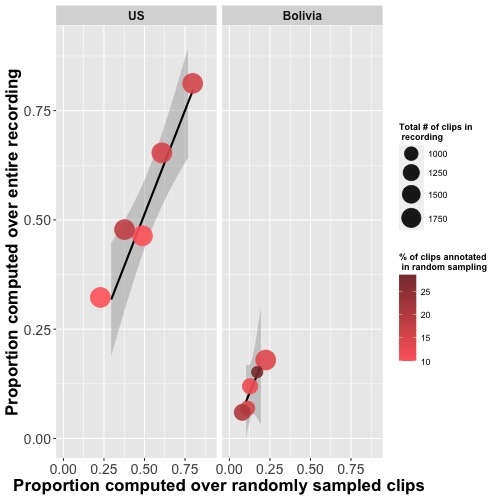 US
Bolivia
Proportion computed over entire recording
0.75
0.50
0.25
0.00
0.00 0.25 0.50 0.75
0.00 0.25 0.50 0.75
Proportion computed over randomly sampled clips
Total # of clips in
recording
1000
1250
1500
1750
% of clips annotated
in random sampling
25
20
15
10